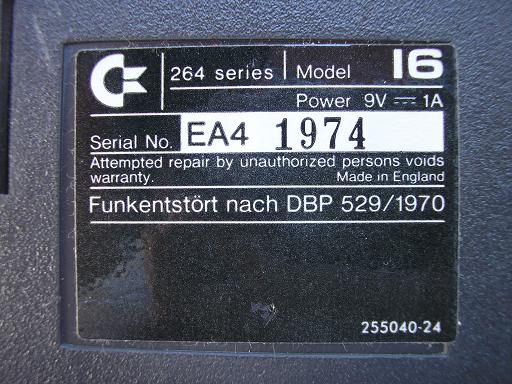 264 series | Model 16
Power 9V ⎓ 1A
Serial No. EA4 1974
Attempted repair by unauthorized persons voids
warranty. Made in England
Funkentstört nach DBP 529/1970
255040-24